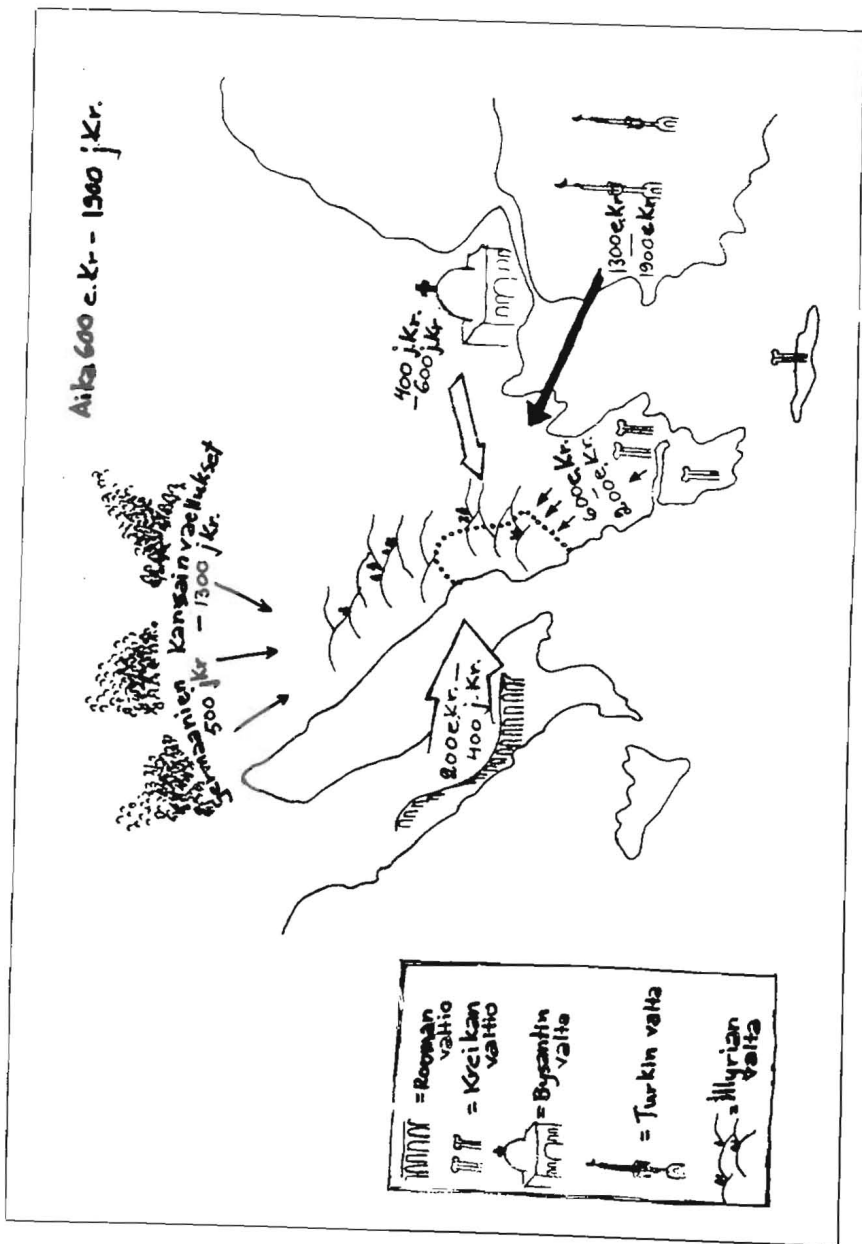 Aika 600 e.Kr – 1900 j.Kr.
Germaanien kansainvaellukset
500 jKr – 1300 j.Kr.
400 j.Kr.
– 600 j.Kr
1300 e.Kr
—
1900 e.Kr
600 e.Kr.
—
200 e.Kr.
200 e.Kr. —
400 j.Kr.
= Rooman
valtio
= Kreikan
valtio
= Bysantin
valta
= Turkin valta
= Illyrian
valta